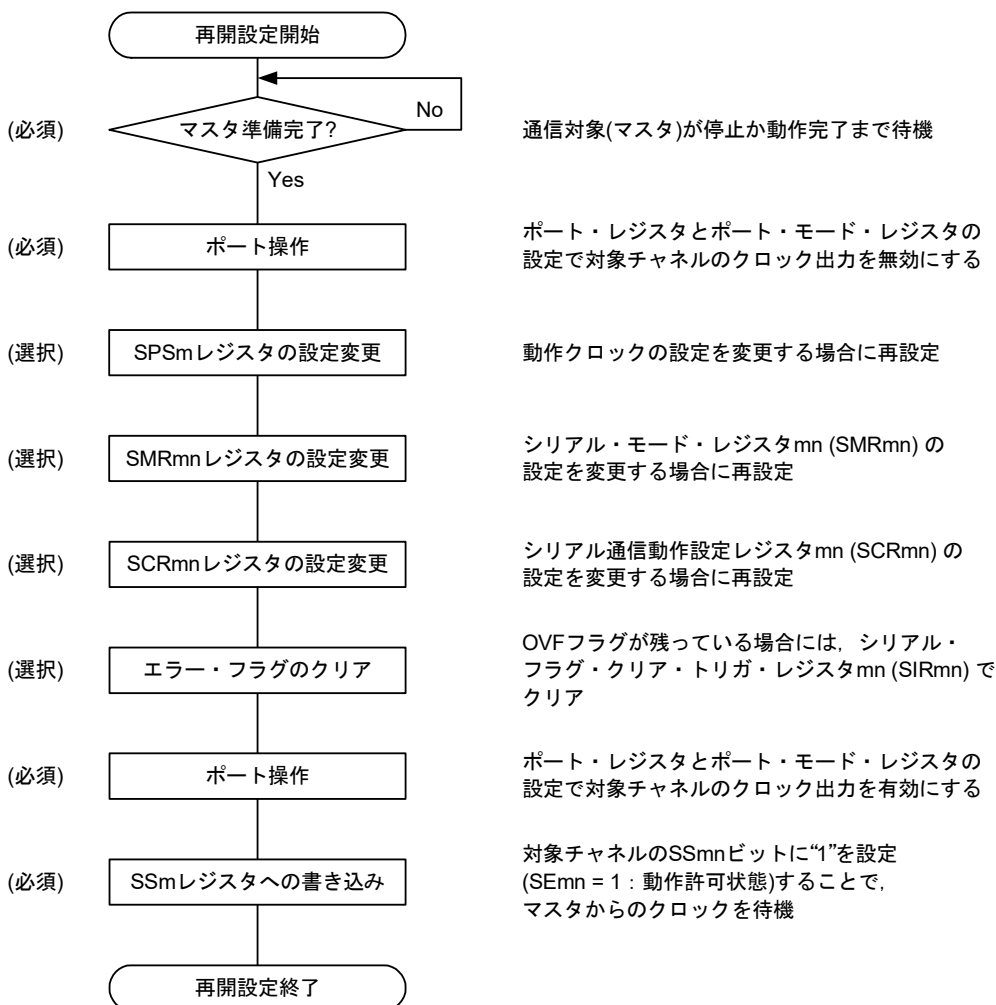 再開設定開始
No
(必須)
マスタ準備完了?
通信対象(マスタ)が停止か動作完了まで待機
Yes
(必須)
ポート操作
ポート・レジスタとポート・モード・レジスタの
設定で対象チャネルのクロック出力を無効にする
(選択)
SPSmレジスタの設定変更
動作クロックの設定を変更する場合に再設定
(選択)
SMRmnレジスタの設定変更
シリアル・モード・レジスタmn (SMRmn) の
設定を変更する場合に再設定
(選択)
SCRmnレジスタの設定変更
シリアル通信動作設定レジスタmn (SCRmn) の
設定を変更する場合に再設定
(選択)
エラー・フラグのクリア
OVFフラグが残っている場合には，シリアル・
フラグ・クリア・トリガ・レジスタmn (SIRmn) で
クリア
(必須)
ポート操作
ポート・レジスタとポート・モード・レジスタの
設定で対象チャネルのクロック出力を有効にする
(必須)
SSmレジスタへの書き込み
対象チャネルのSSmnビットに“1”を設定
(SEmn = 1：動作許可状態)することで，
マスタからのクロックを待機
再開設定終了